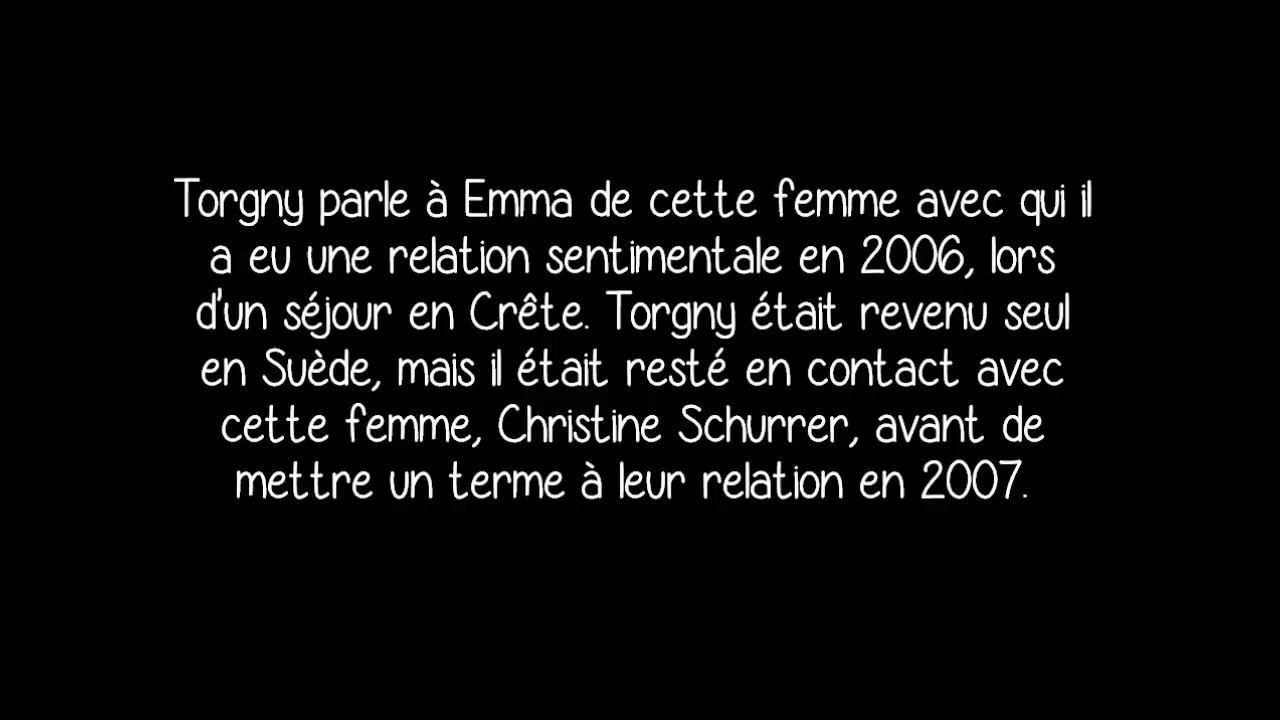 Torgny parle à Emma de cette femme avec qui il
a eu une relation sentimentale en 2006, lors
d'un séjour en Crête. Torgny était revenu seul
en Suède, mais il était resté en contact avec
cette femme, Christine Schurrer, avant de
mettre un terme à leur relation en 2007.